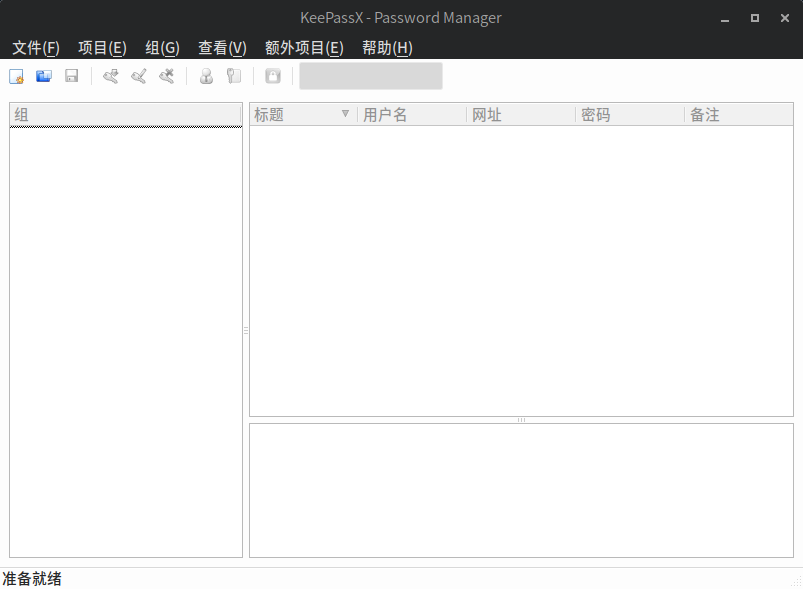 KeePassX - Password Manager
文件(F) 项目(E) 组(G) 查看(V) 额外项目(E) 帮助(H)
组 标题 用户名 网址 密码 备注
准备就绪